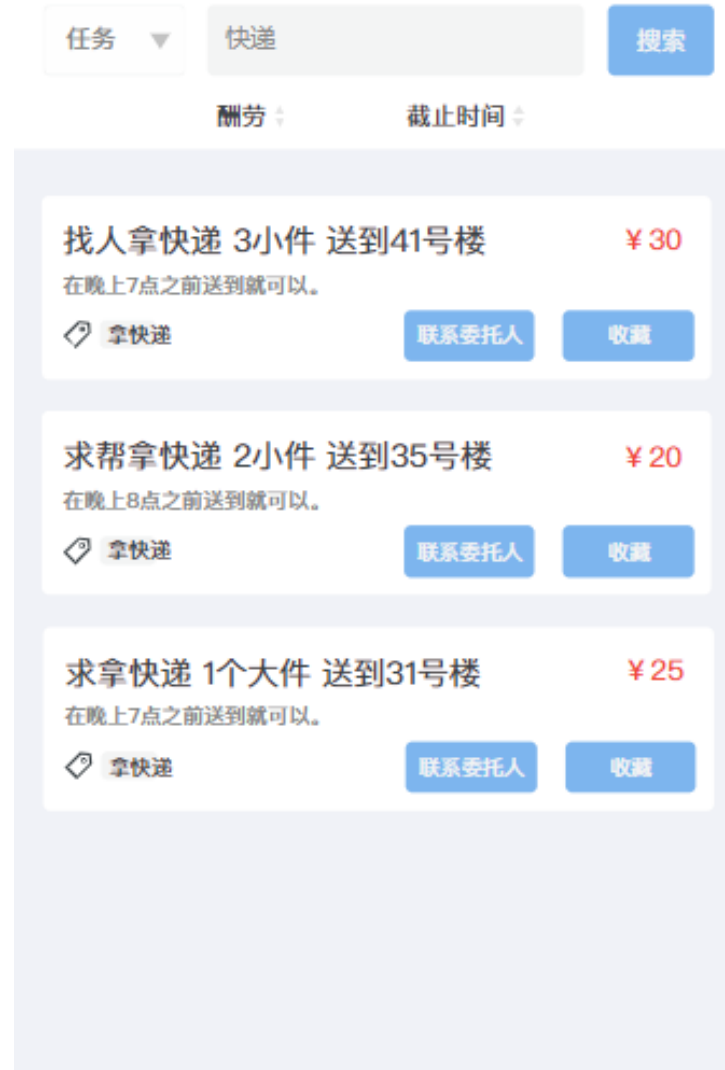 任务 ▼ 快递 搜索
酬劳 截止时间
找人拿快递 3小件 送到41号楼 ¥30
在晚上7点之前送到就可以。
拿快递 联系委托人 收藏
求帮拿快递 2小件 送到35号楼 ¥20
在晚上8点之前送到就可以。
拿快递 联系委托人 收藏
求拿快递 1个大件 送到31号楼 ¥25
在晚上7点之前送到就可以。
拿快递 联系委托人 收藏